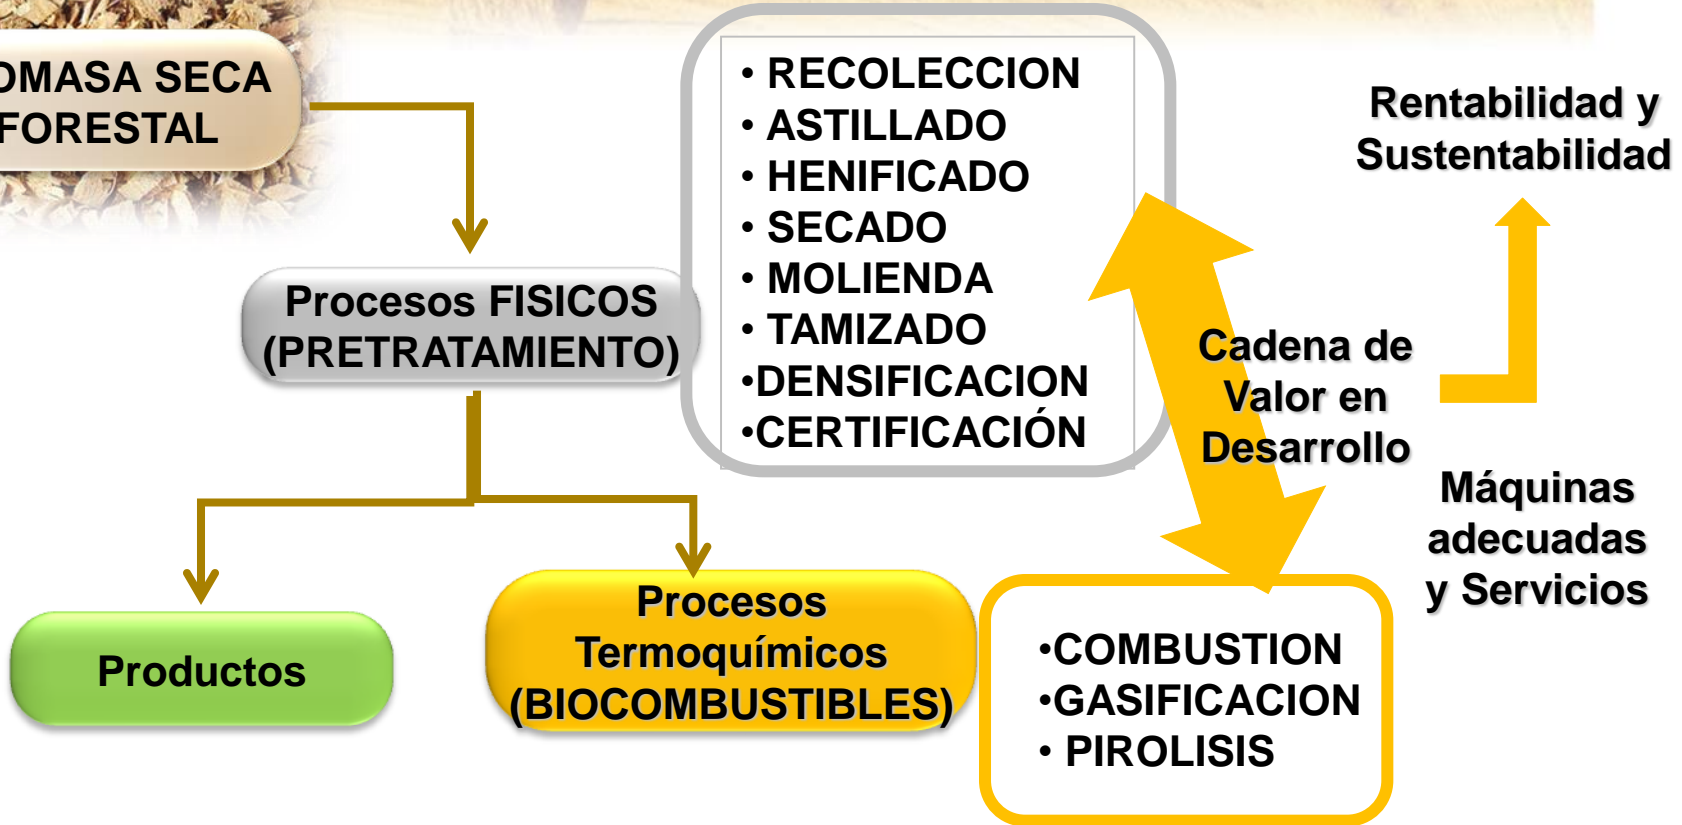 OMASA SECA
FORESTAL
Procesos FISICOS
(PRETRATAMIENTO)
• RECOLECCION
• ASTILLADO
• HENIFICADO
• SECADO
• MOLIENDA
• TAMIZADO
•DENSIFICACION
•CERTIFICACIÓN
Rentabilidad y
Sustentabilidad
Cadena de
Valor en
Desarrollo
Máquinas
adecuadas
y Servicios
Productos
Procesos
Termoquímicos
(BIOCOMBUSTIBLES)
•COMBUSTION
•GASIFICACION
• PIROLISIS